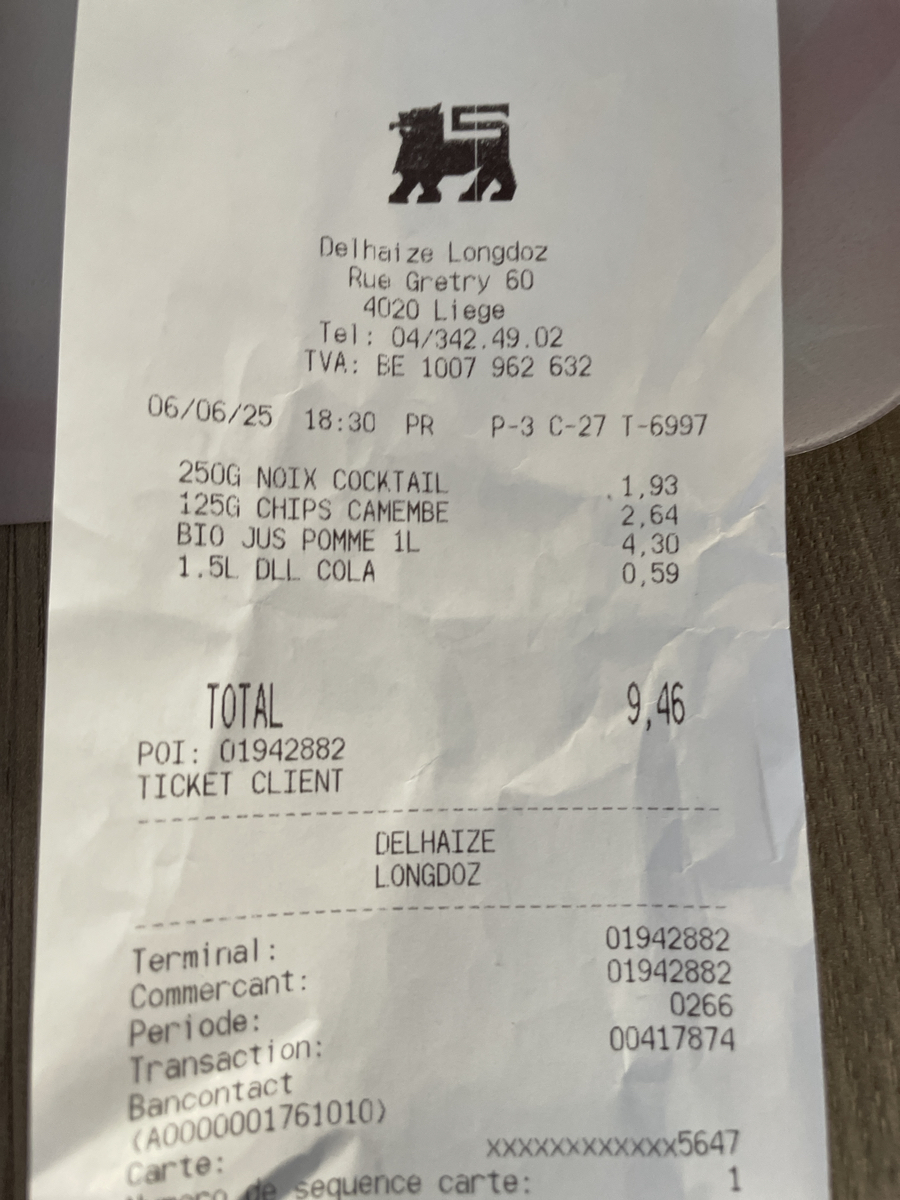 Delhaize Longdoz
Rue Gretry 60
4020 Liege
Tel: 04/342.49.02
TVA: BE 1007 962 632
06/06/25 18:30 PR P-3 C-27 T-6997
250G NOIX COCKTAIL 1,93
125G CHIPS CAMEMBE 2,64
BIO JUS POMME 1L 4,30
1.5L DLL COLA 0,59
TOTAL 9,46
POI: 01942882
TICKET CLIENT
DELHAIZE
LONGDOZ
Terminal: 01942882
Commercant: 01942882
Periode: 0266
Transaction: 00417874
Bancontact
(A0000001761010)
Carte: xxxxxxxxxxxx5647
Numero de sequence carte: 1